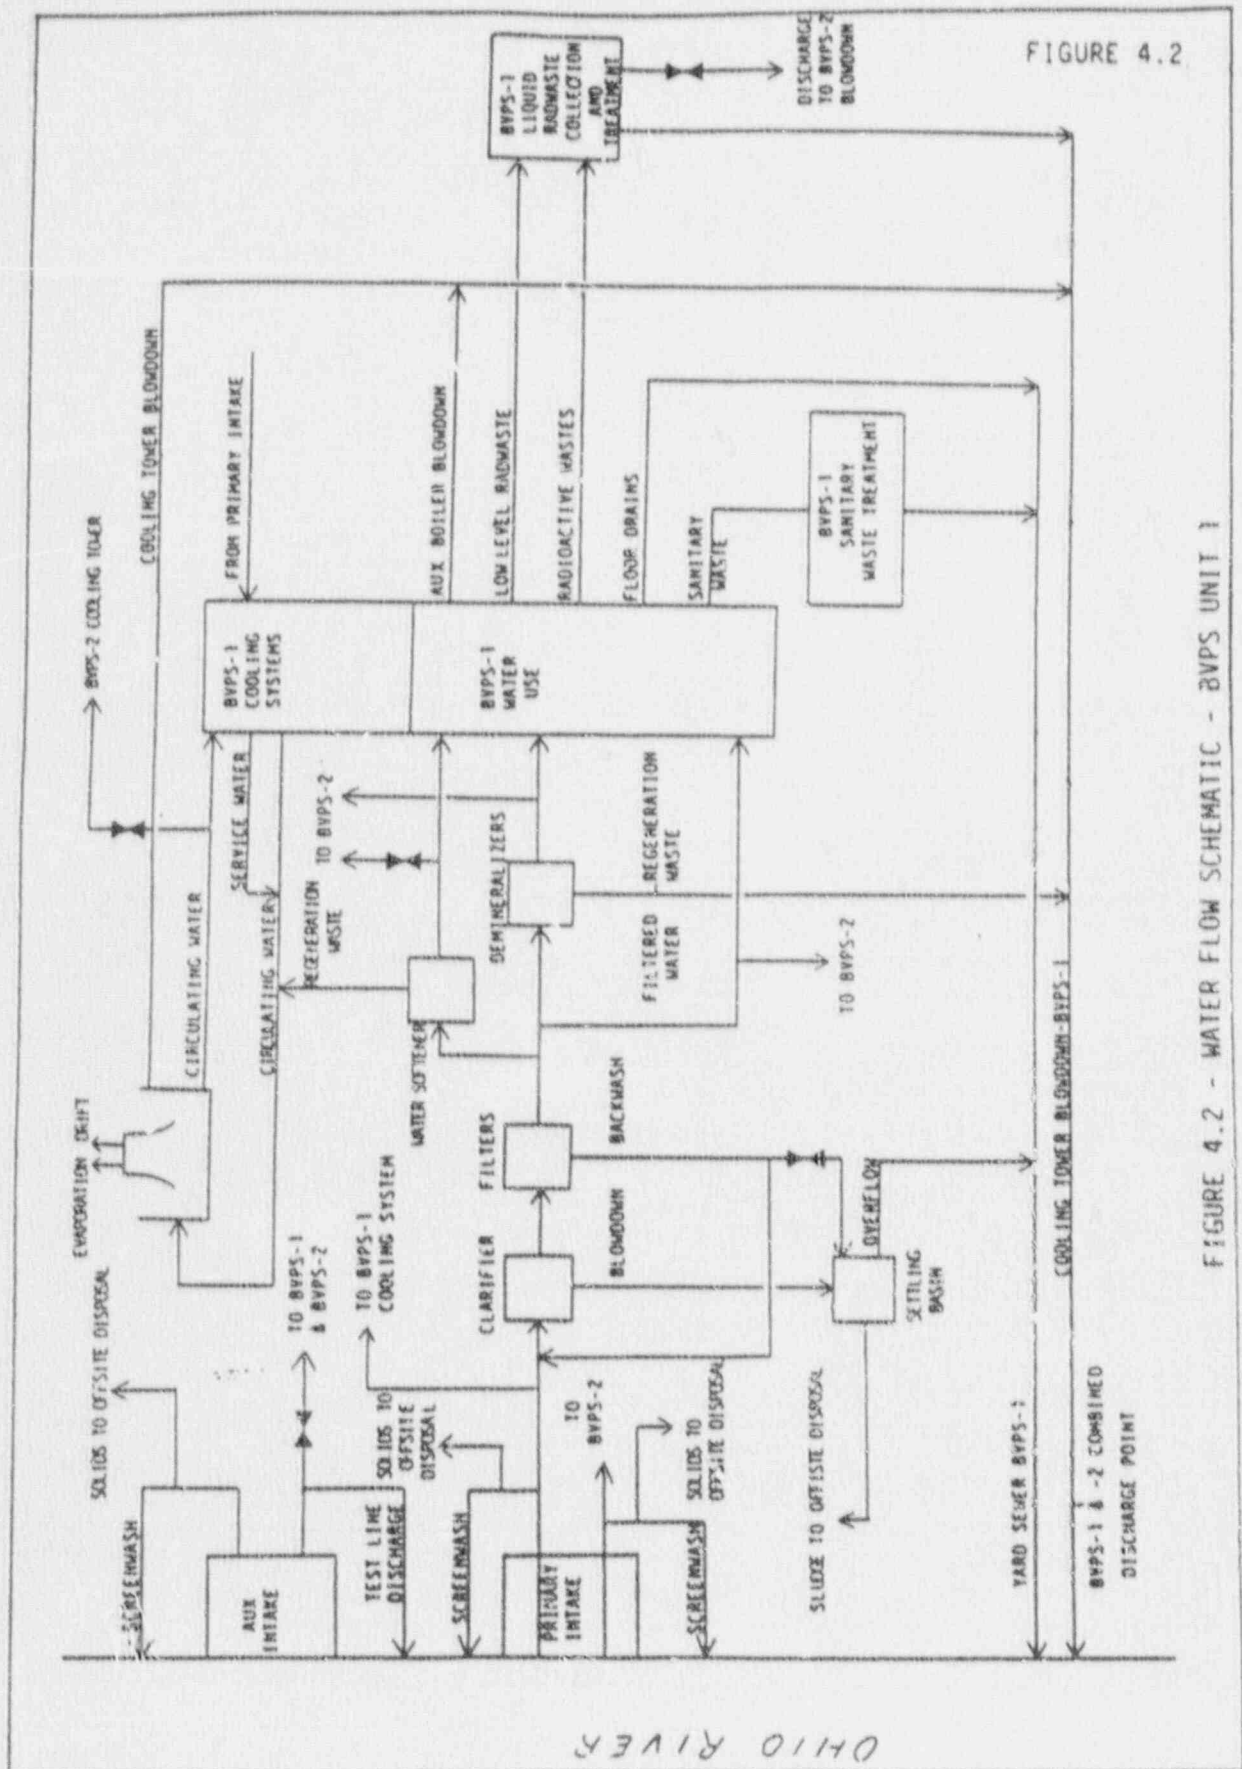 FIGURE 4.2
EVAPORATION DRIFT
BVPS-2 COOLING TOWER
COOLING TOWER BLOWDOWN
SOLIDS TO OFFSITE DISPOSAL
SCREENWASH
AUX
INTAKE
TO BVPS-1
& BVPS-2
TEST LINE
DISCHARGE
CIRCULATING WATER
SERVICE WATER
CIRCULATING WATER
BVPS-1
COOLING
SYSTEMS
FROM PRIMARY INTAKE
REGENERATION
WASTE
TO BVPS-2
TO BVPS-1
COOLING SYSTEM
WATER SOFTENER
AUX BOILER BLOWDOWN
SOLIDS TO
OFFSITE
DISPOSAL
SCREENWASH
PRIMARY
INTAKE
CLARIFIER
FILTERS
DEMINERALIZERS
BVPS-1
WATER
USE
LOW LEVEL RADWASTE
RADIOACTIVE WASTES
BVPS-1
LIQUID
RADWASTE
COLLECTION
AND
TREATMENT
TO
BVPS-2
SCREENWASH
SOLIDS TO
OFFSITE DISPOSAL
BLOWDOWN
BACKWASH
FILTERED
WATER
REGENERATION
WASTE
FLOOR DRAINS
SANITARY
WASTE
DISCHARGE
TO BVPS-2
BLOWDOWN
SLUDGE TO OFFISTE DISPOSAL
SETTLING
BASIN
OVERFLOW
TO BVPS-2
BVPS-1
SANITARY
WASTE TREATMENT
YARD SEWER BVPS-1
COOLING TOWER BLOWDOWN-BVPS-1
BVPS-1 & -2 COMBINED
DISCHARGE POINT
FIGURE 4.2 - WATER FLOW SCHEMATIC - BVPS UNIT 1
OHIO RIVER